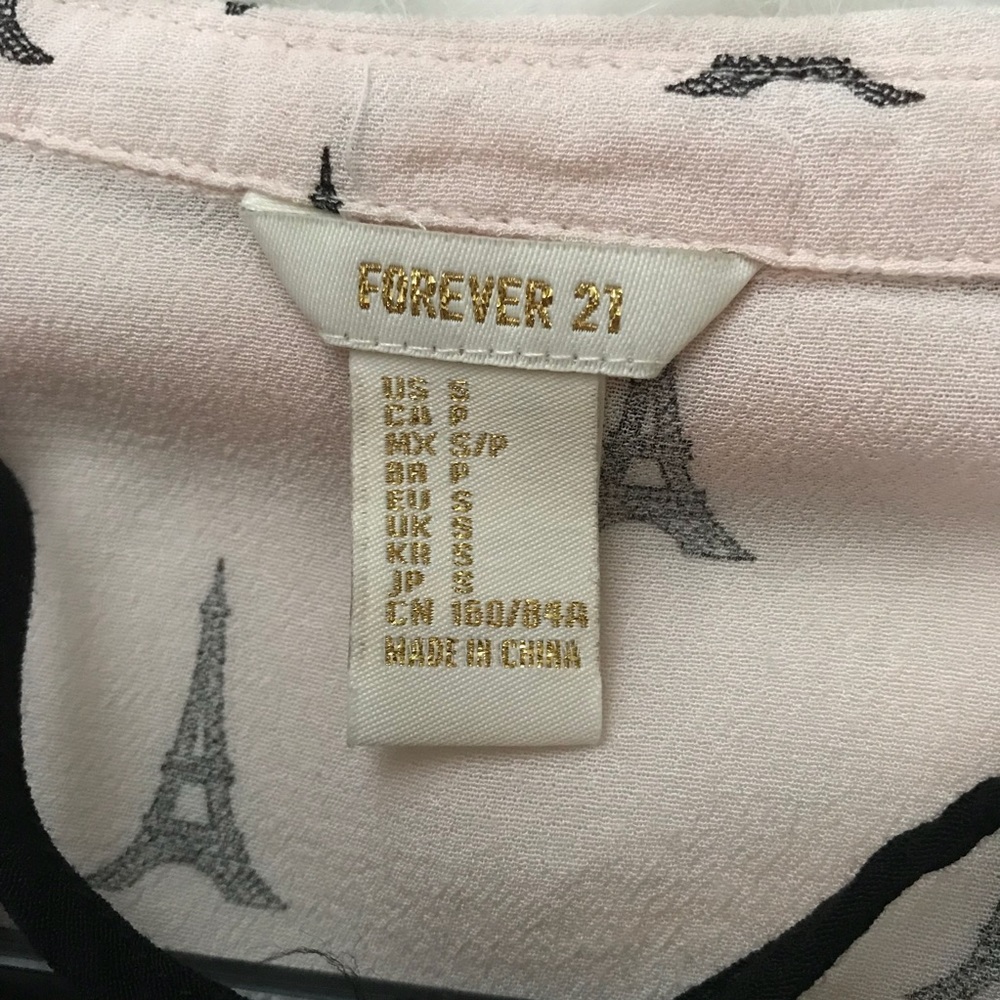 FOREVER 21
US S
CA P
MX S/P
BR P
EU S
UK S
KR S
JP S
CN 160/84A
MADE IN CHINA